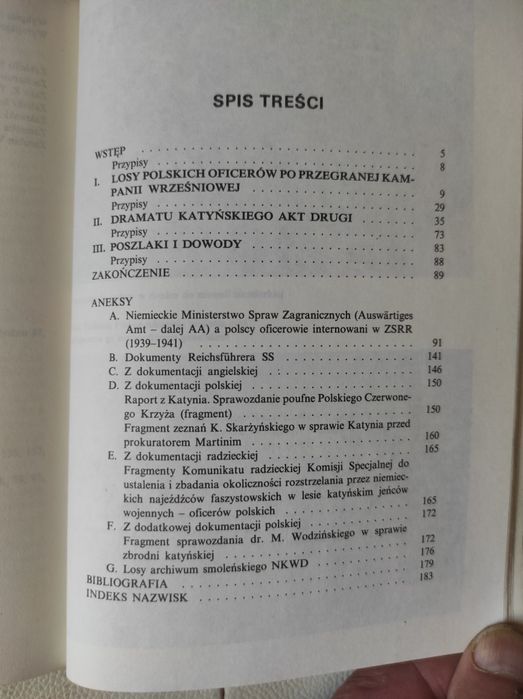 SPIS TREŚCI
WSTĘP . . . . . . . . . . 5
Przypisy . . . . . . . . . . 8
I. LOSY POLSKICH OFICERÓW PO PRZEGRANEJ KAM-
PANII WRZEŚNIOWEJ . . . . . . . . . . 9
Przypisy . . . . . . . . . . 29
II. DRAMATU KATYŃSKIEGO AKT DRUGI . . . . . . . . . . 35
Przypisy . . . . . . . . . . 73
III. POSZLAKI I DOWODY . . . . . . . . . . 83
Przypisy . . . . . . . . . . 88
ZAKOŃCZENIE . . . . . . . . . . 89
ANEKSY
A. Niemieckie Ministerstwo Spraw Zagranicznych (Auswärtiges
Amt – dalej AA) a polscy oficerowie internowani w ZSRR
(1939–1941) . . . . . . . . . . 91
B. Dokumenty Reichsführera SS . . . . . . . . . . 141
C. Z dokumentacji angielskiej . . . . . . . . . . 146
D. Z dokumentacji polskiej . . . . . . . . . . 150
Raport z Katynia. Sprawozdanie poufne Polskiego Czerwone-
go Krzyża (fragment) . . . . . . . . . . 150
Fragment zeznań K. Skarżyńskiego w sprawie Katynia przed
prokuratorem Martinim . . . . . . . . . . 160
E. Z dokumentacji radzieckiej . . . . . . . . . . 165
Fragmenty Komunikatu radzieckiej Komisji Specjalnej do
ustalenia i zbadania okoliczności rozstrzelania przez niemiec-
kich najeźdźców faszystowskich w lesie katyńskim jeńców
wojennych – oficerów polskich . . . . . . . . . . 165
F. Z dodatkowej dokumentacji polskiej . . . . . . . . . . 172
Fragment sprawozdania dr. M. Wodzińskiego w sprawie
zbrodni katyńskiej . . . . . . . . . . 172
G. Losy archiwum smoleńskiego NKWD . . . . . . . . . . 176
BIBLIOGRAFIA . . . . . . . . . . 179
INDEKS NAZWISK . . . . . . . . . . 183